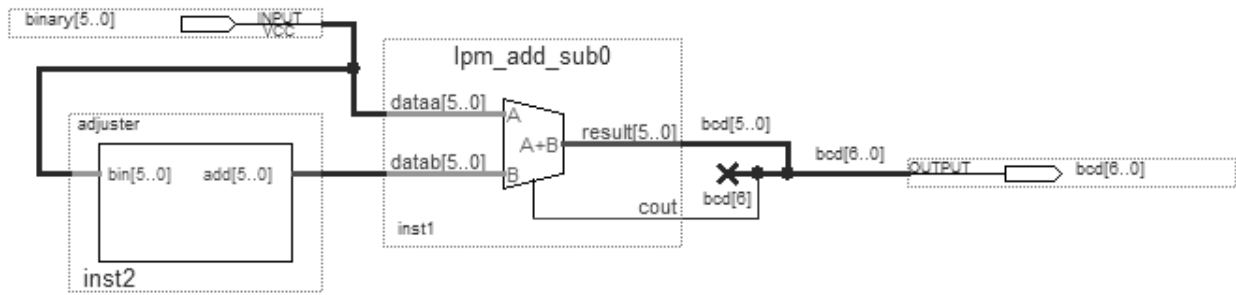 binary[5..0]
INPUT
VCC
lpm_add_sub0
dataa[5..0]
A
A+B
result[5..0]
bcd[5..0]
adjuster
bin[5..0]
add[5..0]
datab[5..0]
B
bcd[6..0]
OUTPUT
bcd[6..0]
bcd[6]
cout
inst1
inst2